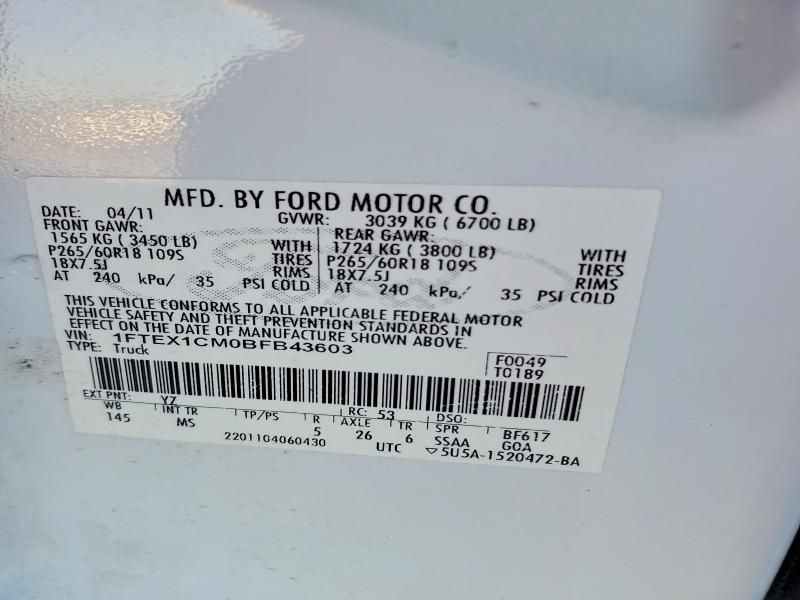 MFD. BY FORD MOTOR CO.
DATE: 04/11 GVWR: 3039 KG ( 6700 LB)
FRONT GAWR: REAR GAWR:
1565 KG ( 3450 LB) WITH 1724 KG ( 3800 LB) WITH
P265/60R18 109S TIRES P265/60R18 109S TIRES
18X7.5J RIMS 18X7.5J RIMS
AT 240 kPa/ 35 PSI COLD AT 240 kPa/ 35 PSI COLD
THIS VEHICLE CONFORMS TO ALL APPLICABLE FEDERAL MOTOR
VEHICLE SAFETY AND THEFT PREVENTION STANDARDS IN
EFFECT ON THE DATE OF MANUFACTURE SHOWN ABOVE.
VIN: 1FTEX1CM0BFB43603
TYPE: Truck
F0049
T0189
EXT PNT: YZ RC: 53 DSO:
WB INT TR TP/PS R AXLE TR SPR BF617
145 MS 5 26 6 SSAA GOA
2201104060430 UTC ▽5U5A-1520472-BA